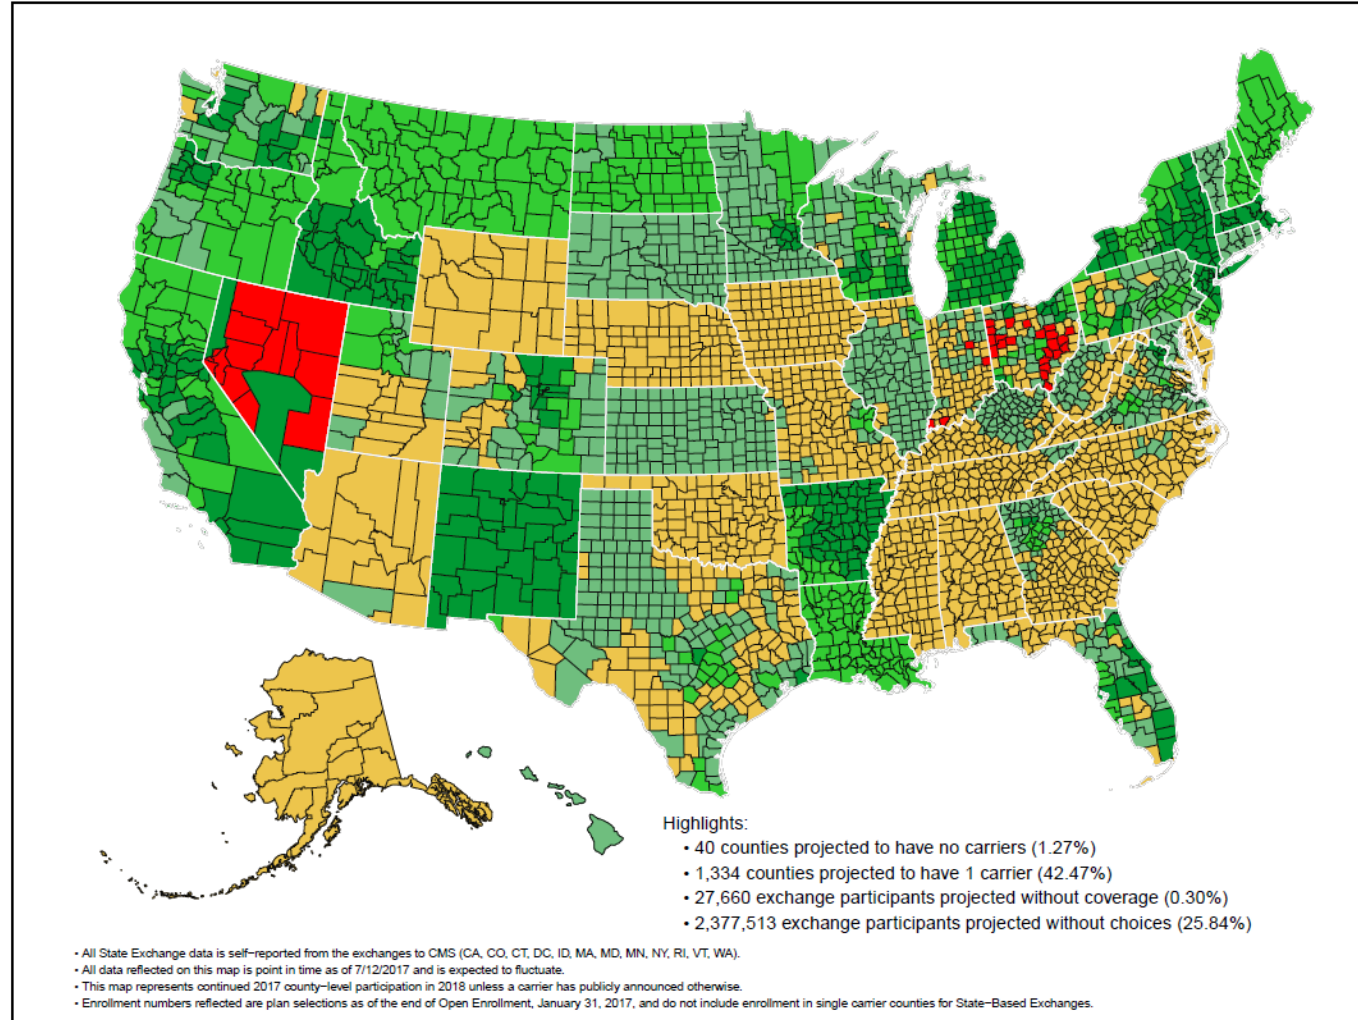 Highlights:
• 40 counties projected to have no carriers (1.27%)
• 1,334 counties projected to have 1 carrier (42.47%)
• 27,660 exchange participants projected without coverage (0.30%)
• 2,377,513 exchange participants projected without choices (25.84%)
• All State Exchange data is self−reported from the exchanges to CMS (CA, CO, CT, DC, ID, MA, MD, MN, NY, RI, VT, WA).
• All data reflected on this map is point in time as of 7/12/2017 and is expected to fluctuate.
• This map represents continued 2017 county−level participation in 2018 unless a carrier has publicly announced otherwise.
• Enrollment numbers reflected are plan selections as of the end of Open Enrollment, January 31, 2017, and do not include enrollment in single carrier counties for State−Based Exchanges.